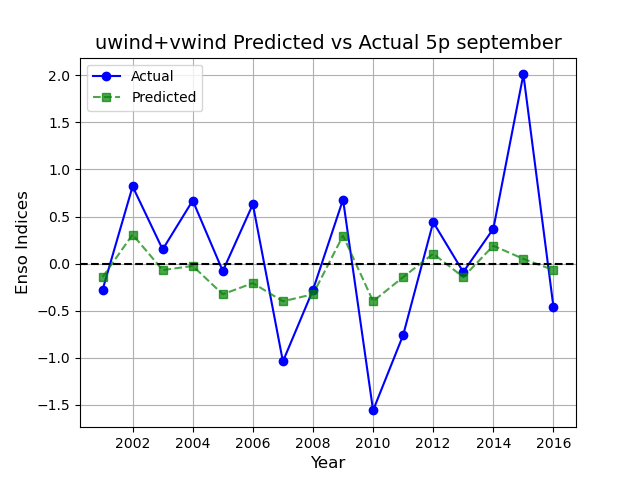 uwind+vwind Predicted vs Actual 5p september
Actual
Predicted
2.0
1.5
1.0
0.5
0.0
−0.5
−1.0
−1.5
Enso Indices
2002 2004 2006 2008 2010 2012 2014 2016
Year